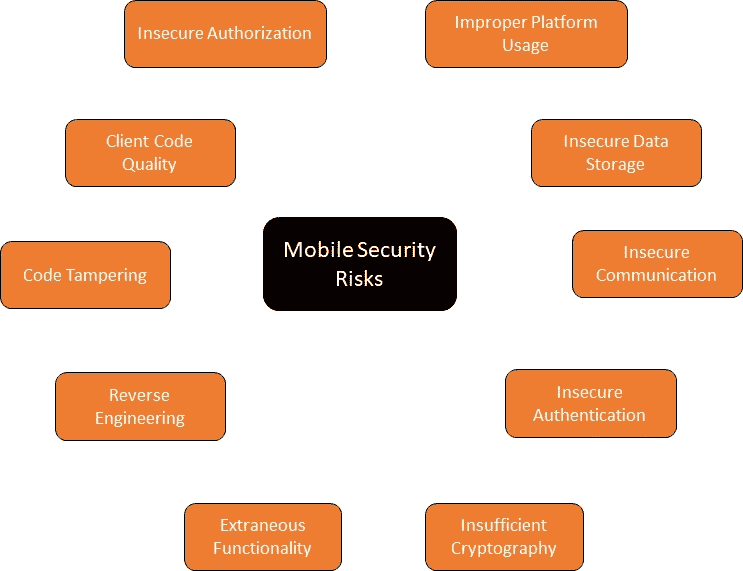 Insecure Authorization
Improper Platform
Usage
Client Code
Quality
Insecure Data
Storage
Mobile Security
Risks
Code Tampering
Insecure
Communication
Reverse
Engineering
Insecure
Authentication
Extraneous
Functionality
Insufficient
Cryptography